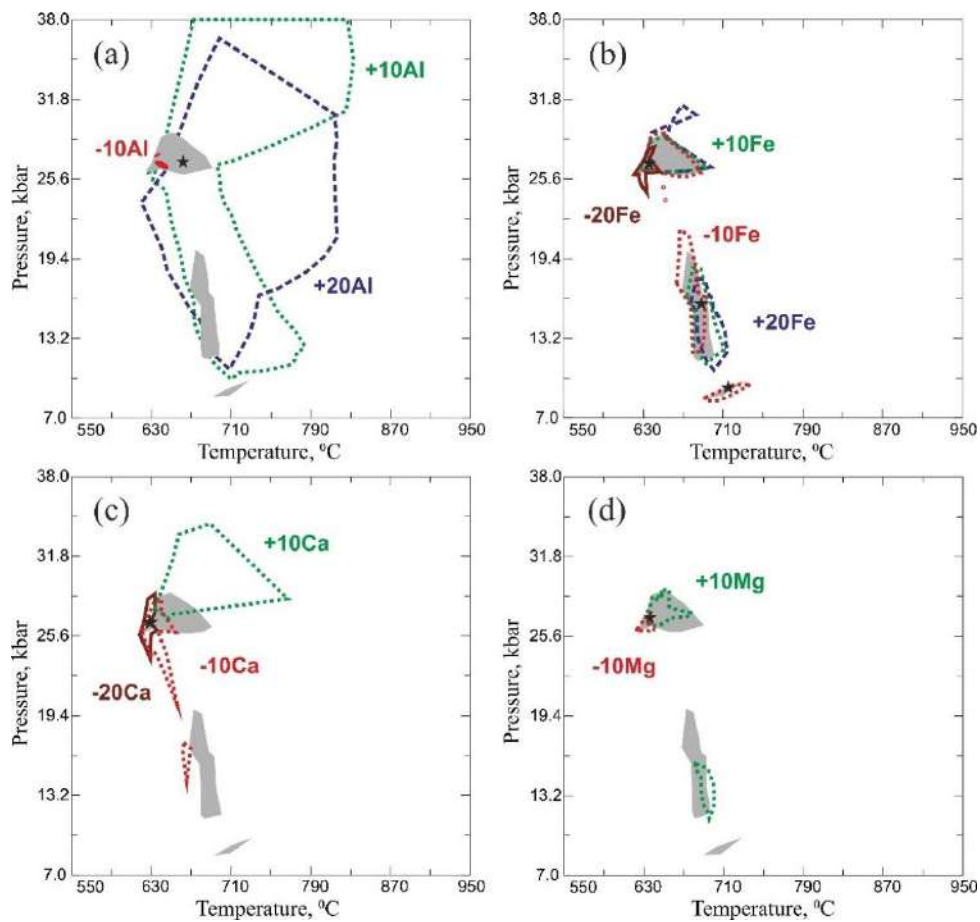 38.0
(a)
+10Al
31.8
-10Al
25.6
Pressure, kbar
19.4
+20Al
13.2
7.0
550 630 710 790 870 950
Temperature, ⁰C
38.0
(b)
31.8
+10Fe
25.6
-20Fe
Pressure, kbar
-10Fe
19.4
+20Fe
13.2
7.0
550 630 710 790 870 950
Temperature, ⁰C
38.0
(c)
+10Ca
31.8
25.6
Pressure, kbar
-10Ca
-20Ca
19.4
13.2
7.0
550 630 710 790 870 950
Temperature, ⁰C
38.0
(d)
31.8
+10Mg
25.6
-10Mg
Pressure, kbar
19.4
13.2
7.0
550 630 710 790 870 950
Temperature, ⁰C